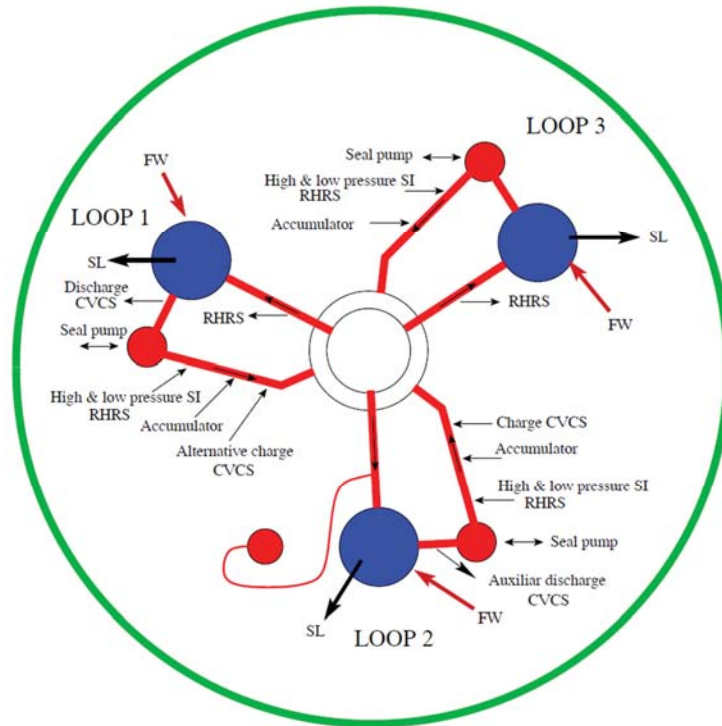 LOOP 3
Seal pump
High & low pressure SI
RHRS
Accumulator
SL
RHRS
FW
FW
LOOP 1
SL
Discharge
CVCS
RHRS
Seal pump
High & low pressure SI
RHRS
Accumulator
Alternative charge
CVCS
Charge CVCS
Accumulator
High & low pressure SI
RHRS
Seal pump
Auxiliar discharge
CVCS
FW
SL
LOOP 2